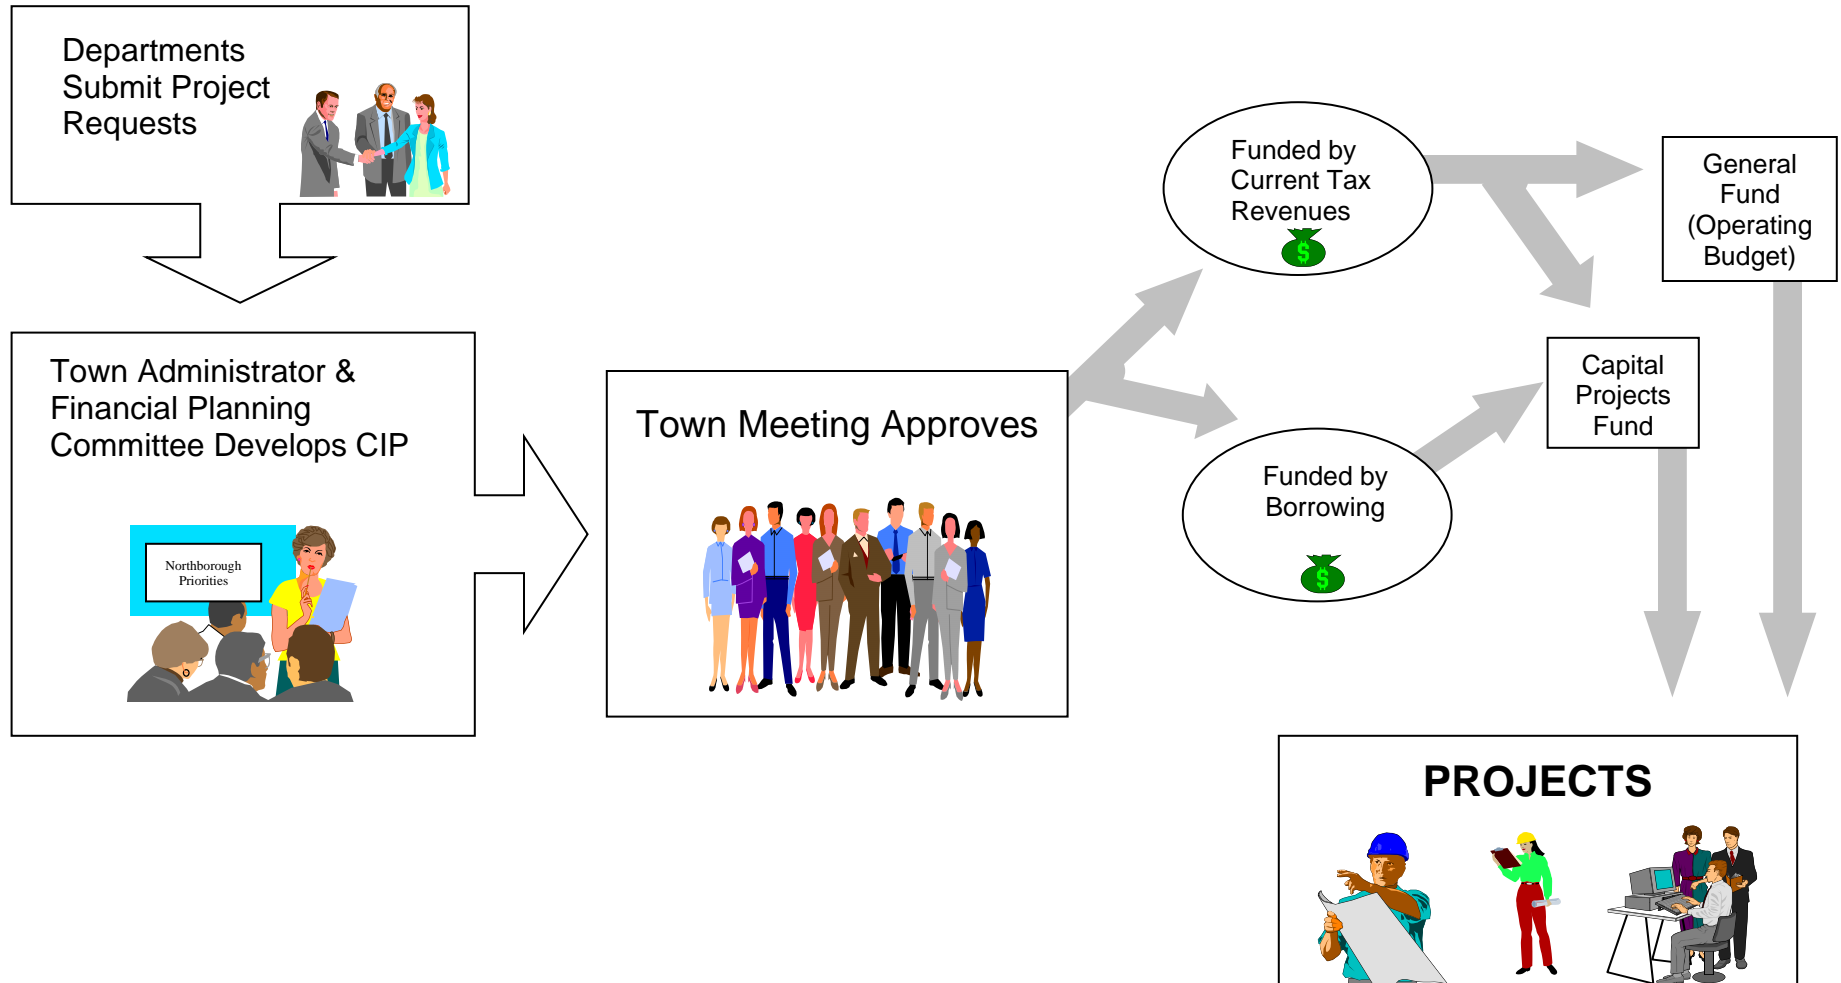 Departments
Submit Project
Requests
Town Administrator &
Financial Planning
Committee Develops CIP
Northborough
Priorities
Town Meeting Approves
Funded by
Current Tax
Revenues
$
Funded by
Borrowing
$
General
Fund
(Operating
Budget)
Capital
Projects
Fund
PROJECTS